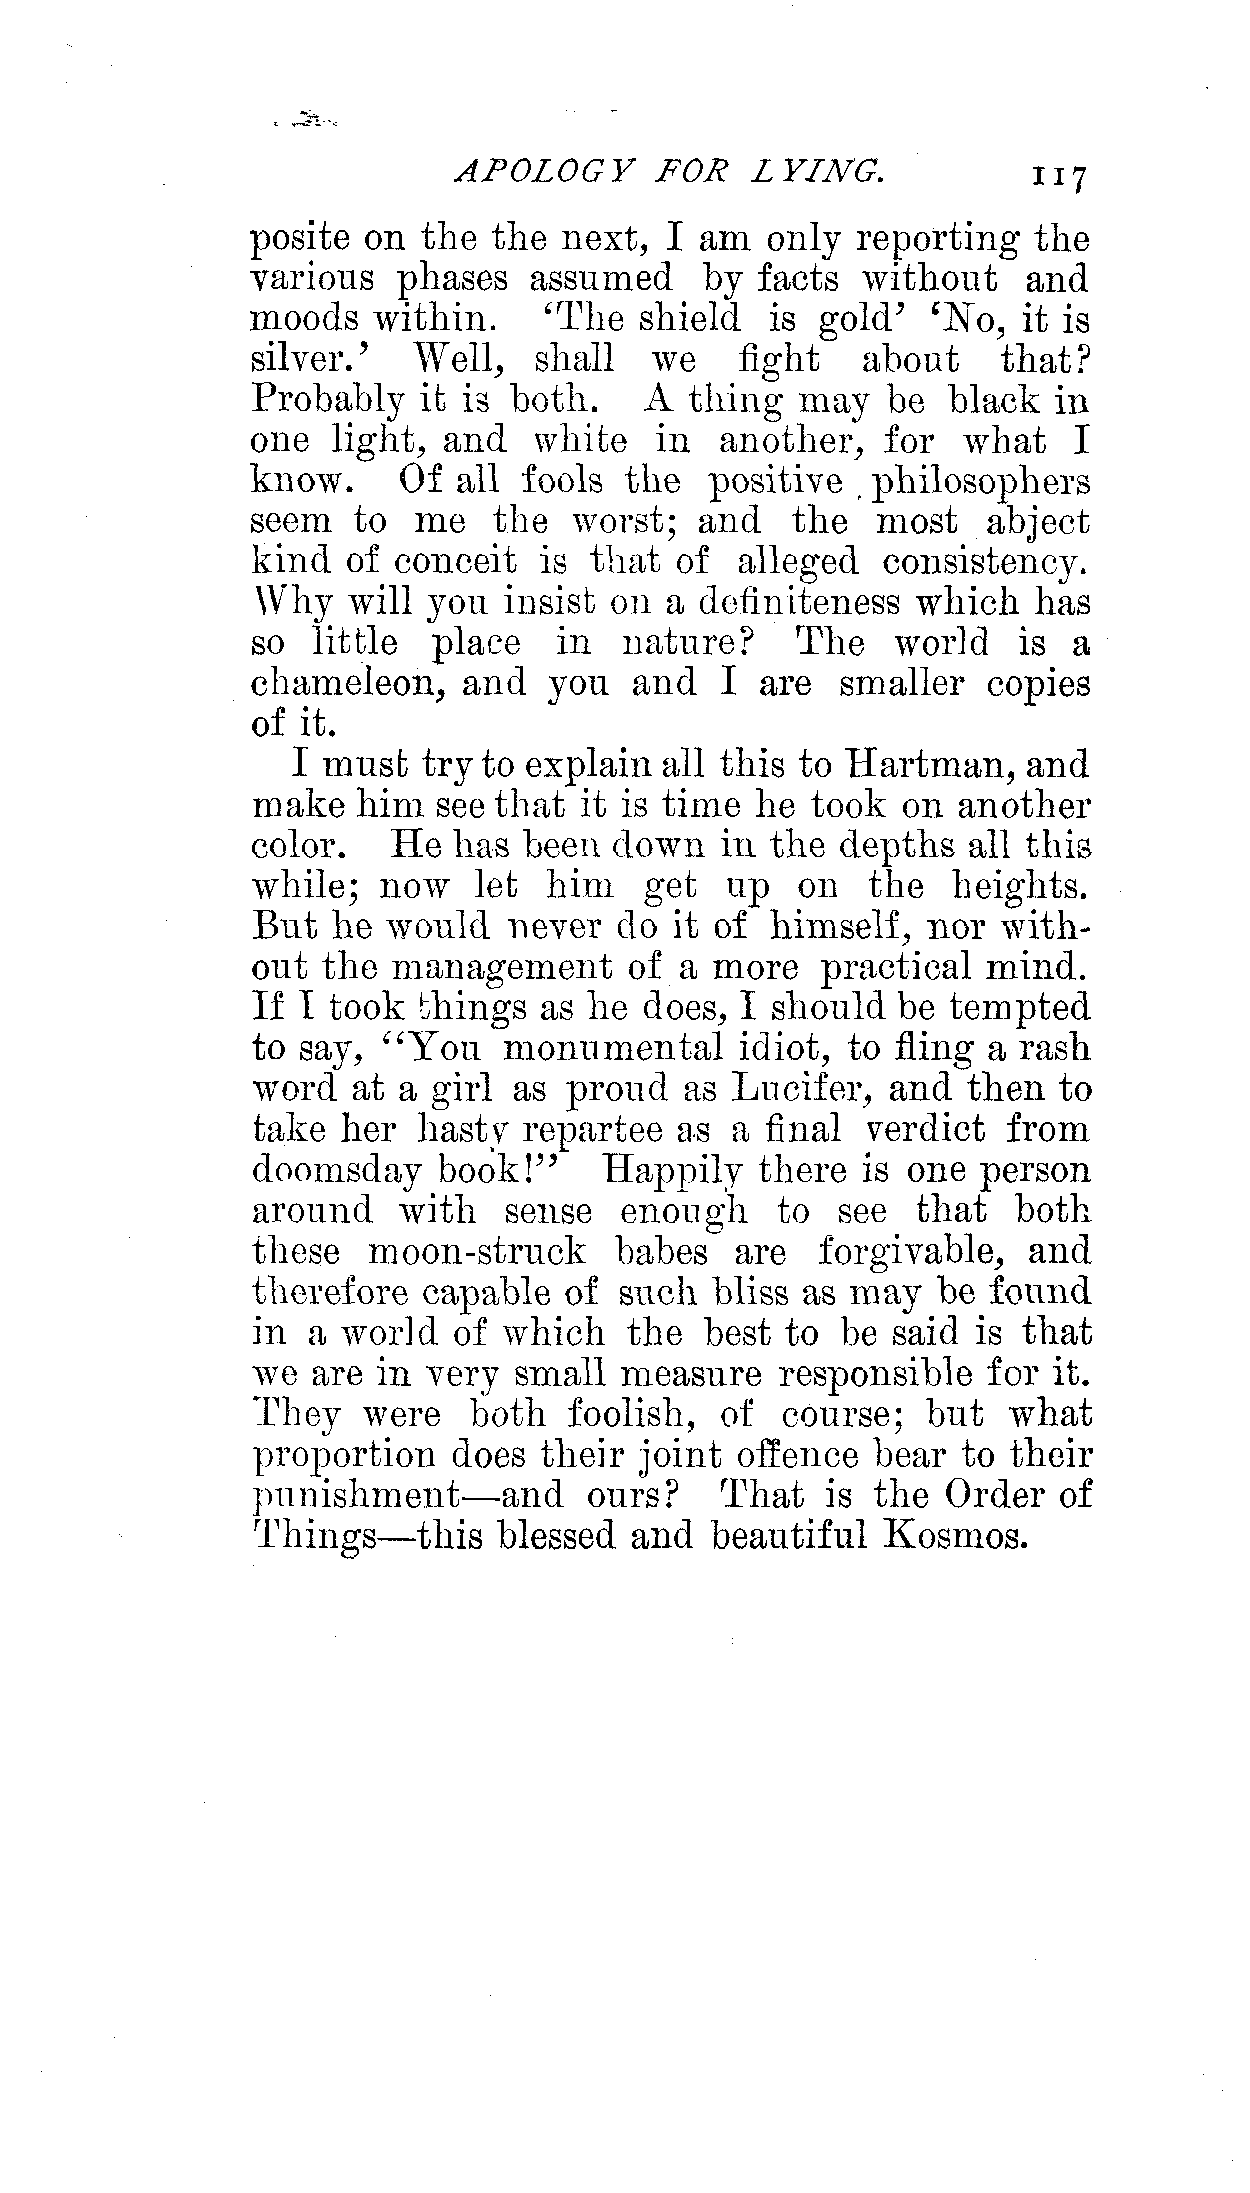 APOLOGY FOR LYING. 117
posite on the the next, I am only reporting the
various phases assumed by facts without and
moods within. ‘The shield is gold’ ‘No, it is
silver.’ Well, shall we fight about that?
Probably it is both. A thing may be black in
one light, and white in another, for what I
know. Of all fools the positive philosophers
seem to me the worst; and the most abject
kind of conceit is that of alleged consistency.
Why will you insist on a definiteness which has
so little place in nature? The world is a
chameleon, and you and I are smaller copies
of it.
I must try to explain all this to Hartman, and
make him see that it is time he took on another
color. He has been down in the depths all this
while; now let him get up on the heights.
But he would never do it of himself, nor with-
out the management of a more practical mind.
If I took things as he does, I should be tempted
to say, “You monumental idiot, to fling a rash
word at a girl as proud as Lucifer, and then to
take her hasty repartee as a final verdict from
doomsday book!” Happily there is one person
around with sense enough to see that both
these moon-struck babes are forgivable, and
therefore capable of such bliss as may be found
in a world of which the best to be said is that
we are in very small measure responsible for it.
They were both foolish, of course; but what
proportion does their joint offence bear to their
punishment—and ours? That is the Order of
Things—this blessed and beautiful Kosmos.